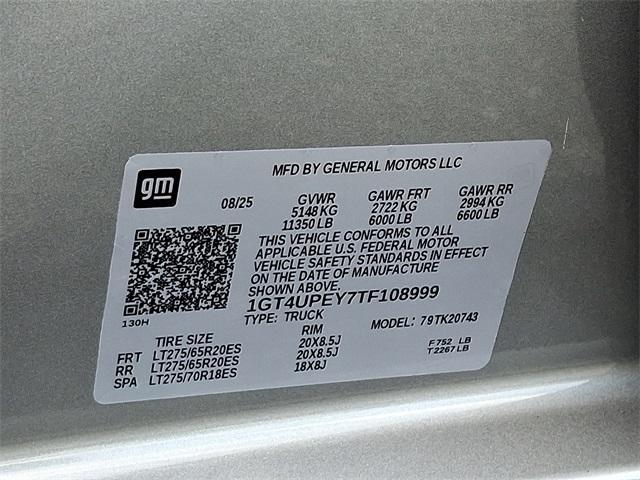 gm
MFD BY GENERAL MOTORS LLC
08/25 GVWR GAWR FRT GAWR RR
5148 KG 2722 KG 2994 KG
11350 LB 6000 LB 6600 LB
THIS VEHICLE CONFORMS TO ALL
APPLICABLE U.S. FEDERAL MOTOR
VEHICLE SAFETY STANDARDS IN EFFECT
ON THE DATE OF MANUFACTURE
SHOWN ABOVE.
1GT4UPEY7TF108999
130H
TYPE: TRUCK MODEL: 79TK20743
TIRE SIZE RIM
FRT LT275/65R20ES 20X8.5J F 752 LB
RR LT275/65R20ES 20X8.5J T 2267 LB
SPA LT275/70R18ES 18X8J